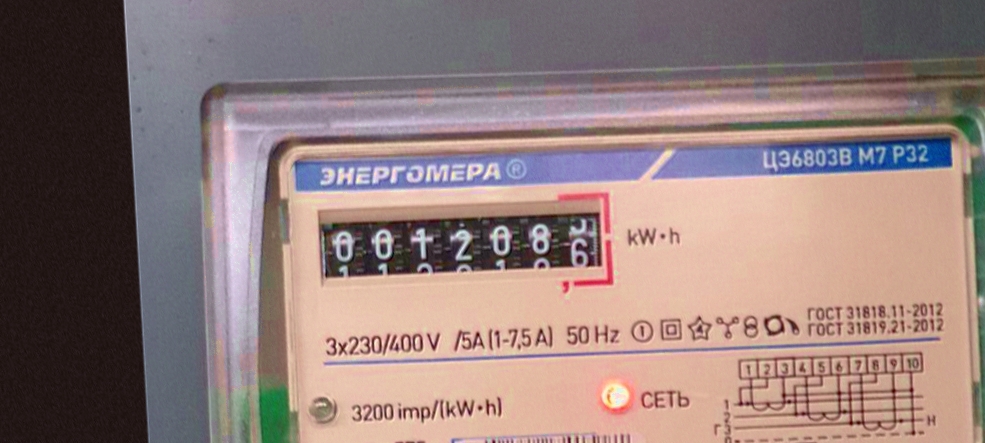 ЭНЕРГОМЕРА®
ЦЭ6803В М7 Р32
001208
kW·h
3x230/400 V /5A (1-7,5 A) 50 Hz
ГОСТ 31818.11-2012
ГОСТ 31819.21-2012
3200 imp/(kW·h)
СЕТЬ
1 2 3 4 5 6 7 8 9 10
Н